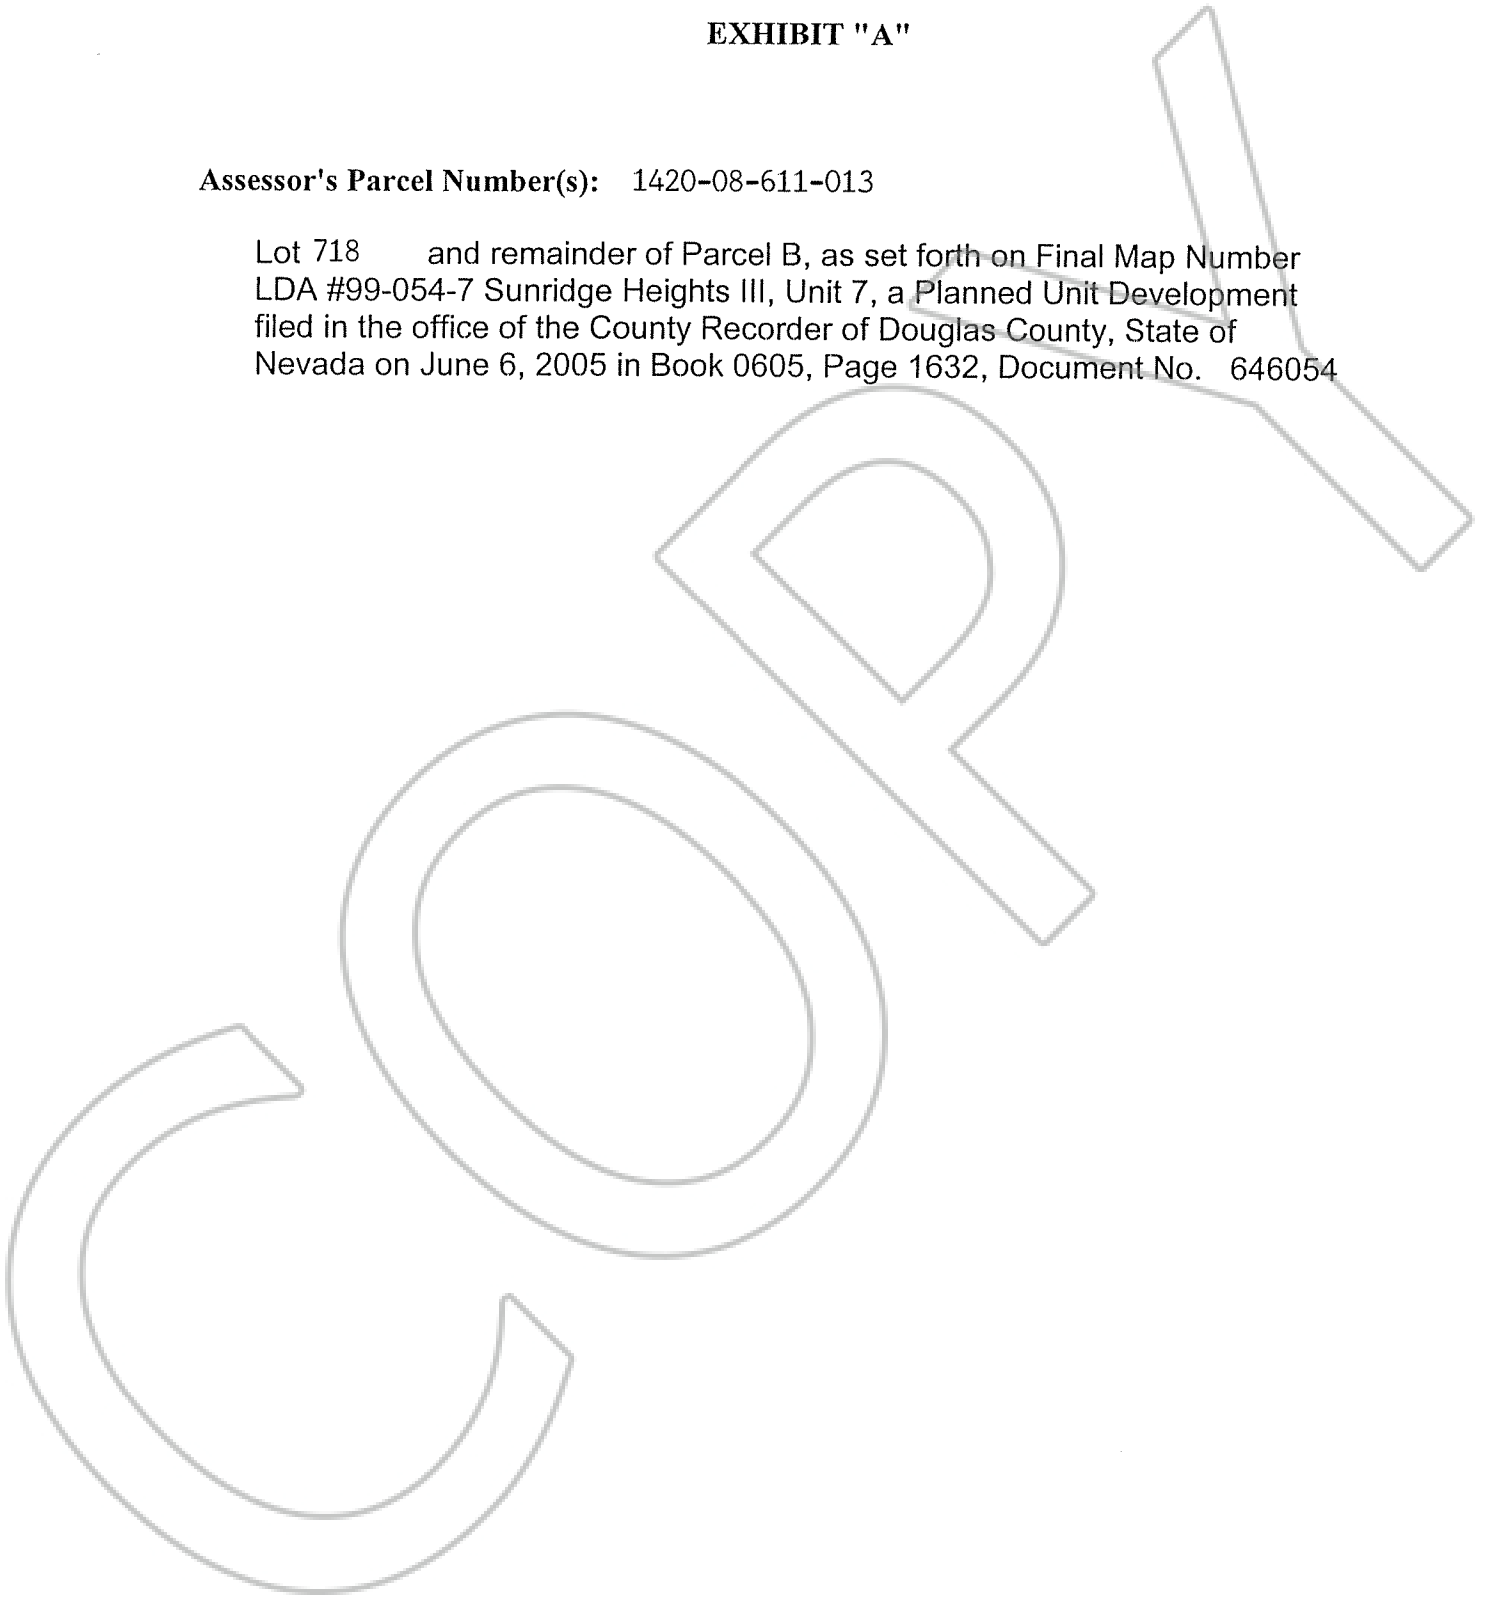 EXHIBIT "A"
Assessor's Parcel Number(s): 1420-08-611-013
Lot 718 and remainder of Parcel B, as set forth on Final Map Number
LDA #99-054-7 Sunridge Heights III, Unit 7, a Planned Unit Development
filed in the office of the County Recorder of Douglas County, State of
Nevada on June 6, 2005 in Book 0605, Page 1632, Document No. 646054
COPY